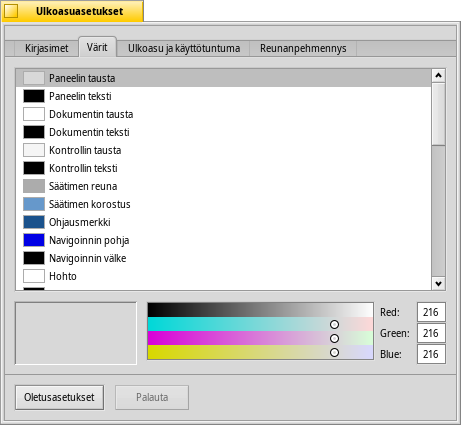 Ulkoasuasetukset
Kirjasimet Värit Ulkoasu ja käyttötuntuma Reunanpehmennys
Paneelin tausta
Paneelin teksti
Dokumentin tausta
Dokumentin teksti
Kontrollin tausta
Kontrollin teksti
Säätimen reuna
Säätimen korostus
Ohjausmerkki
Navigoinnin pohja
Navigoinnin välke
Hohto
Red: 216
Green: 216
Blue: 216
Oletusasetukset Palauta